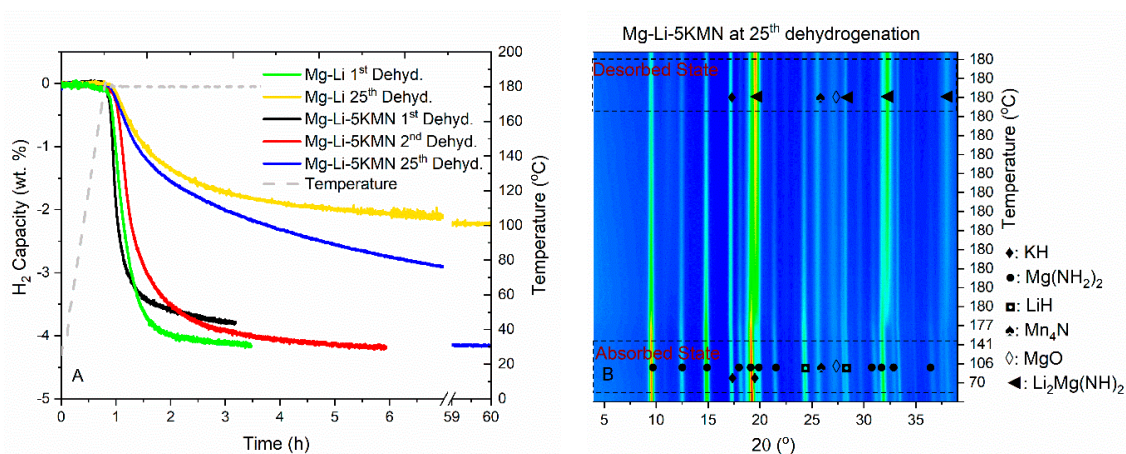 Mg-Li 1st Dehyd.
Mg-Li 25th Dehyd.
Mg-Li-5KMN 1st Dehyd.
Mg-Li-5KMN 2nd Dehyd.
Mg-Li-5KMN 25th Dehyd.
Temperature
H2 Capacity (wt. %)
0
-1
-2
-3
-4
-5
A
0 1 2 3 4 5 6 59 60
Time (h)
200
180
160
140
120
100
80
60
40
20
0
Temperature (ºC)
Mg-Li-5KMN at 25th dehydrogenation
Desorbed State
Absorbed State
B
5 10 15 20 25 30 35
2θ (º)
180
180
180
180
180
180
180
180
180
180
180
180
180
180
177
141
106
70
Temperature (ºC)
♦: KH
●: Mg(NH2)2
◘: LiH
♠: Mn4N
◊: MgO
◄: Li2Mg(NH)2